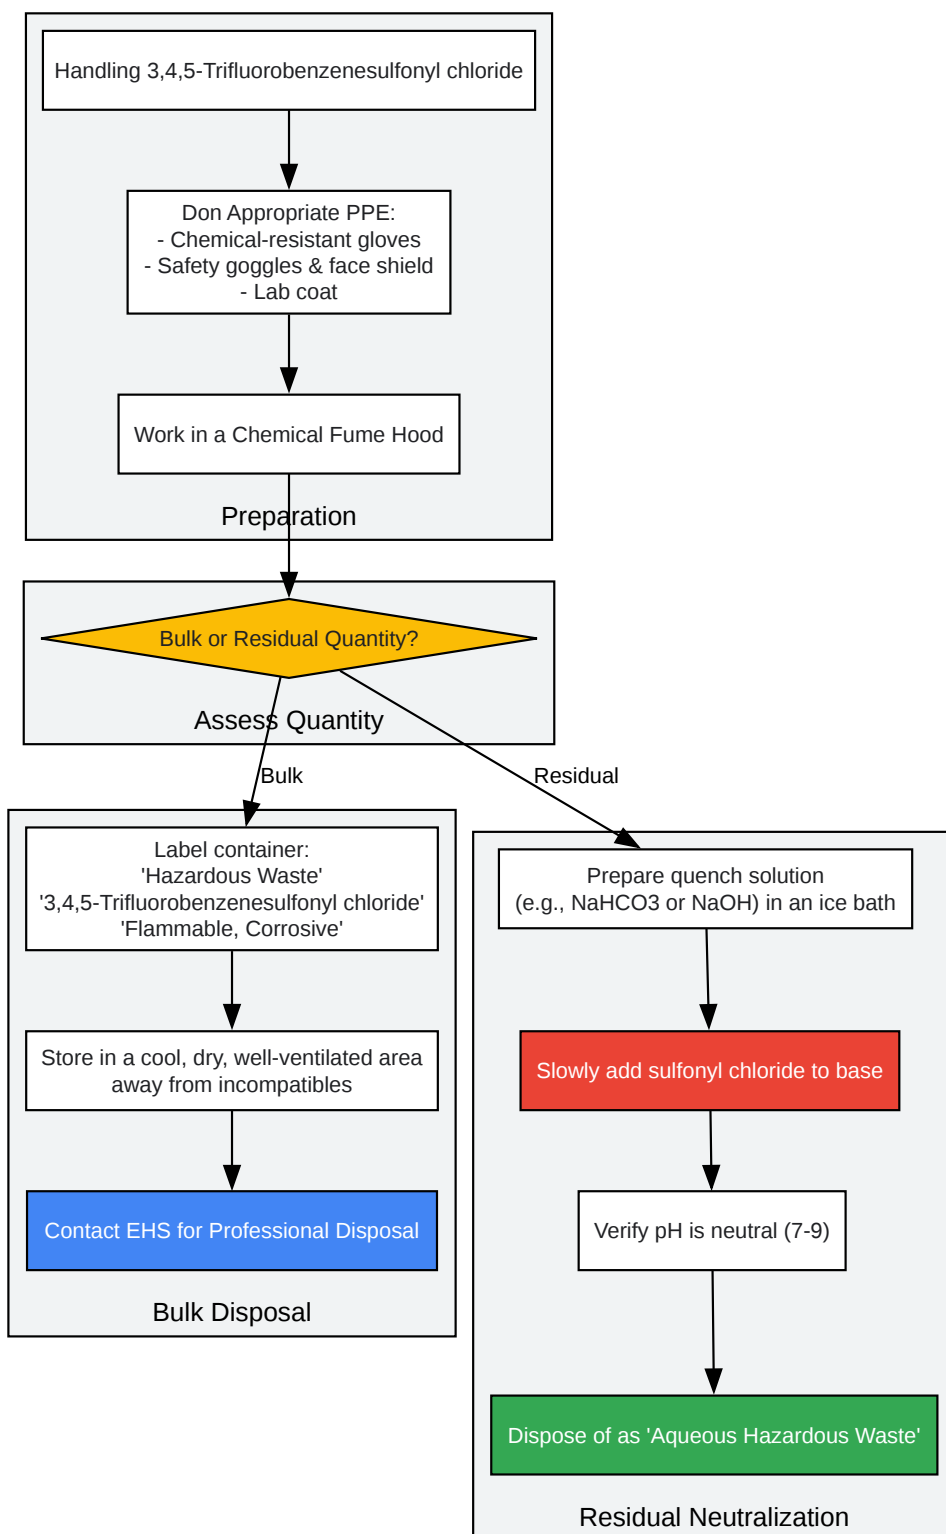 Handling 3,4,5-Trifluorobenzenesulfonyl chloride
Don Appropriate PPE:
- Chemical-resistant gloves
- Safety goggles & face shield
- Lab coat
Work in a Chemical Fume Hood
Preparation
Bulk or Residual Quantity?
Assess Quantity
Bulk
Residual
Label container:
'Hazardous Waste'
'3,4,5-Trifluorobenzenesulfonyl chloride'
'Flammable, Corrosive'
Store in a cool, dry, well-ventilated area
away from incompatibles
Contact EHS for Professional Disposal
Bulk Disposal
Prepare quench solution
(e.g., NaHCO3 or NaOH) in an ice bath
Slowly add sulfonyl chloride to base
Verify pH is neutral (7-9)
Dispose of as 'Aqueous Hazardous Waste'
Residual Neutralization